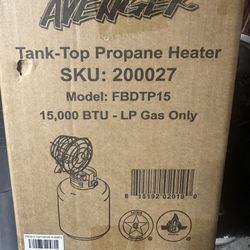 AVENGER
Tank-Top Propane Heater
SKU: 200027
Model: FBDTP15
15,000 BTU - LP Gas Only